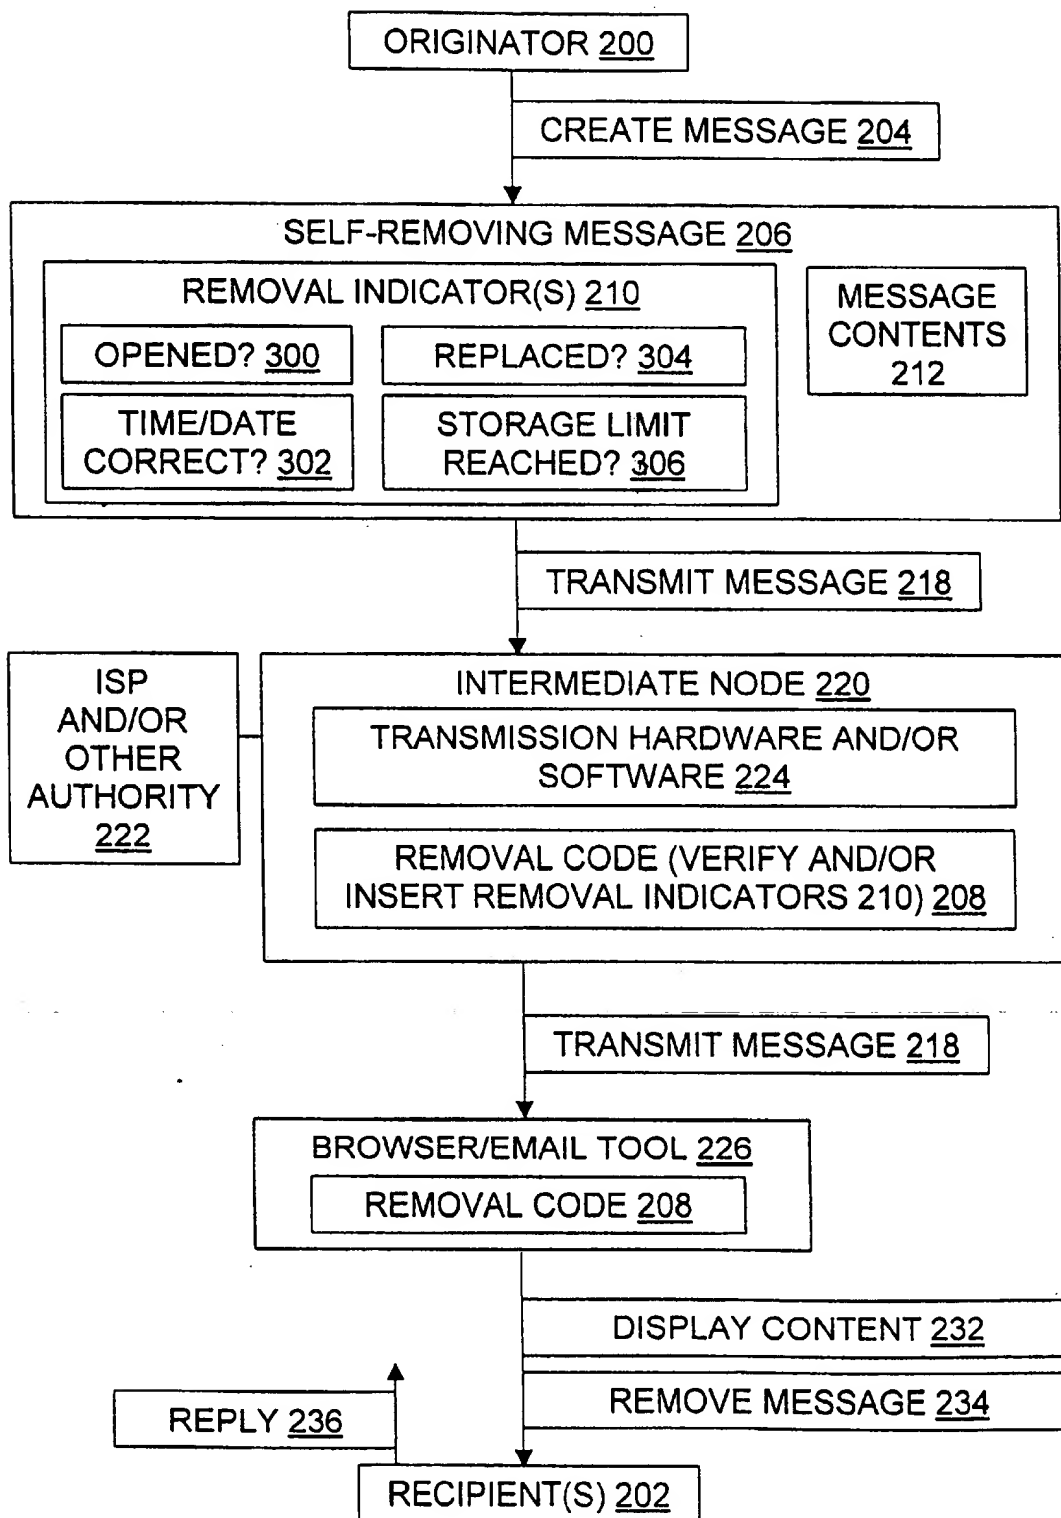 ORIGINATOR 200
CREATE MESSAGE 204
SELF-REMOVING MESSAGE 206
REMOVAL INDICATOR(S) 210
OPENED? 300
REPLACED? 304
TIME/DATE
CORRECT? 302
STORAGE LIMIT
REACHED? 306
MESSAGE
CONTENTS
212
TRANSMIT MESSAGE 218
ISP
AND/OR
OTHER
AUTHORITY
222
INTERMEDIATE NODE 220
TRANSMISSION HARDWARE AND/OR
SOFTWARE 224
REMOVAL CODE (VERIFY AND/OR
INSERT REMOVAL INDICATORS 210) 208
TRANSMIT MESSAGE 218
BROWSER/EMAIL TOOL 226
REMOVAL CODE 208
DISPLAY CONTENT 232
REMOVE MESSAGE 234
REPLY 236
RECIPIENT(S) 202